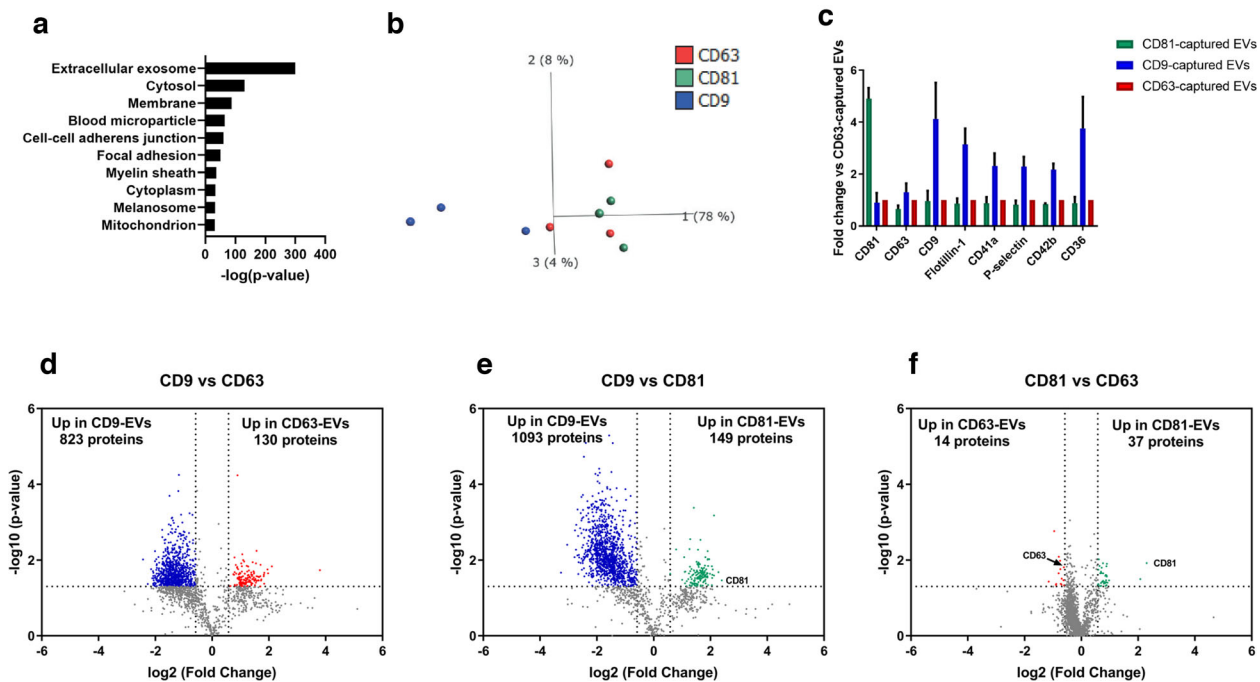 a
Extracellular exosome
Cytosol
Membrane
Blood microparticle
Cell-cell adherens junction
Focal adhesion
Myelin sheath
Cytoplasm
Melanosome
Mitochondrion
0 100 200 300 400
-log(p-value)
b
CD63
CD81
CD9
2 (8 %)
1 (78 %)
3 (4 %)
c
CD81-captured EVs
CD9-captured EVs
CD63-captured EVs
Fold change vs CD63-captured EVs
6
4
2
0
CD81
CD63
CD9
Flotillin-1
CD41a
P-selectin
CD42b
CD36
d
CD9 vs CD63
Up in CD9-EVs
823 proteins
Up in CD63-EVs
130 proteins
-log10 (p-value)
6
4
2
0
-6 -4 -2 0 2 4 6
log2 (Fold Change)
e
CD9 vs CD81
Up in CD9-EVs
1093 proteins
Up in CD81-EVs
149 proteins
CD81
-log10 (p-value)
6
4
2
0
-6 -4 -2 0 2 4 6
log2 (Fold Change)
f
CD81 vs CD63
Up in CD63-EVs
14 proteins
Up in CD81-EVs
37 proteins
CD63
CD81
-log10 (p-value)
6
4
2
0
-6 -4 -2 0 2 4 6
log2 (Fold Change)